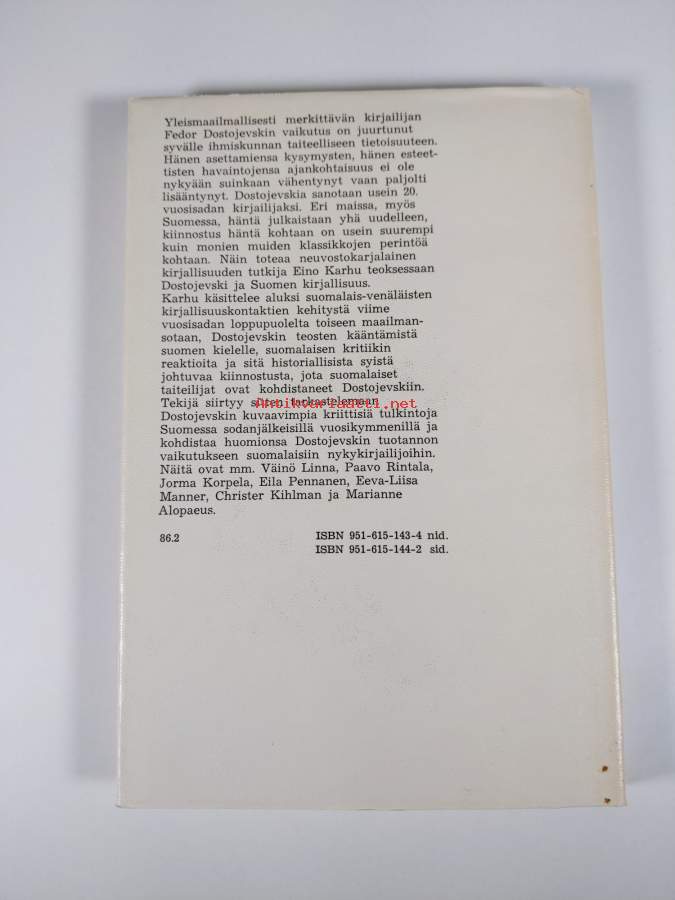 Yleismaailmallisesti merkittävän kirjailijan
Fedor Dostojevskin vaikutus on juurtunut
syvälle ihmiskunnan taiteelliseen tietoisuuteen.
Hänen asettamiensa kysymysten, hänen esteet-
tisten havaintojensa ajankohtaisuus ei ole
nykyään suinkaan vähentynyt vaan paljolti
lisääntynyt. Dostojevskia sanotaan usein 20.
vuosisadan kirjailijaksi. Eri maissa, myös
Suomessa, häntä julkaistaan yhä uudelleen,
kiinnostus häntä kohtaan on usein suurempi
kuin monien muiden klassikkojen perintöä
kohtaan. Näin toteaa neuvostokarjalainen
kirjallisuuden tutkija Eino Karhu teoksessaan
Dostojevski ja Suomen kirjallisuus.
Karhu käsittelee aluksi suomalais-venäläisten
kirjallisuuskontaktien kehitystä viime
vuosisadan loppupuolelta toiseen maailman-
sotaan, Dostojevskin teosten kääntämistä
suomen kielelle, suomalaisen kritiikin
reaktioita ja sitä historiallisista syistä
johtuvaa kiinnostusta, jota suomalaiset
taiteilijat ovat kohdistaneet Dostojevskiin.
Tekijä siirtyy sitten tarkastelemaan
Antikvariaatti.net
Dostojevskin kuvaavimpia kriittisiä tulkintoja
Suomessa sodanjälkeisillä vuosikymmenillä ja
kohdistaa huomionsa Dostojevskin tuotannon
vaikutukseen suomalaisiin nykykirjailijoihin.
Näitä ovat mm. Väinö Linna, Paavo Rintala,
Jorma Korpela, Eila Pennanen, Eeva-Liisa
Manner, Christer Kihlman ja Marianne
Alopaeus.
86.2
ISBN 951-615-143-4 nid.
ISBN 951-615-144-2 sid.